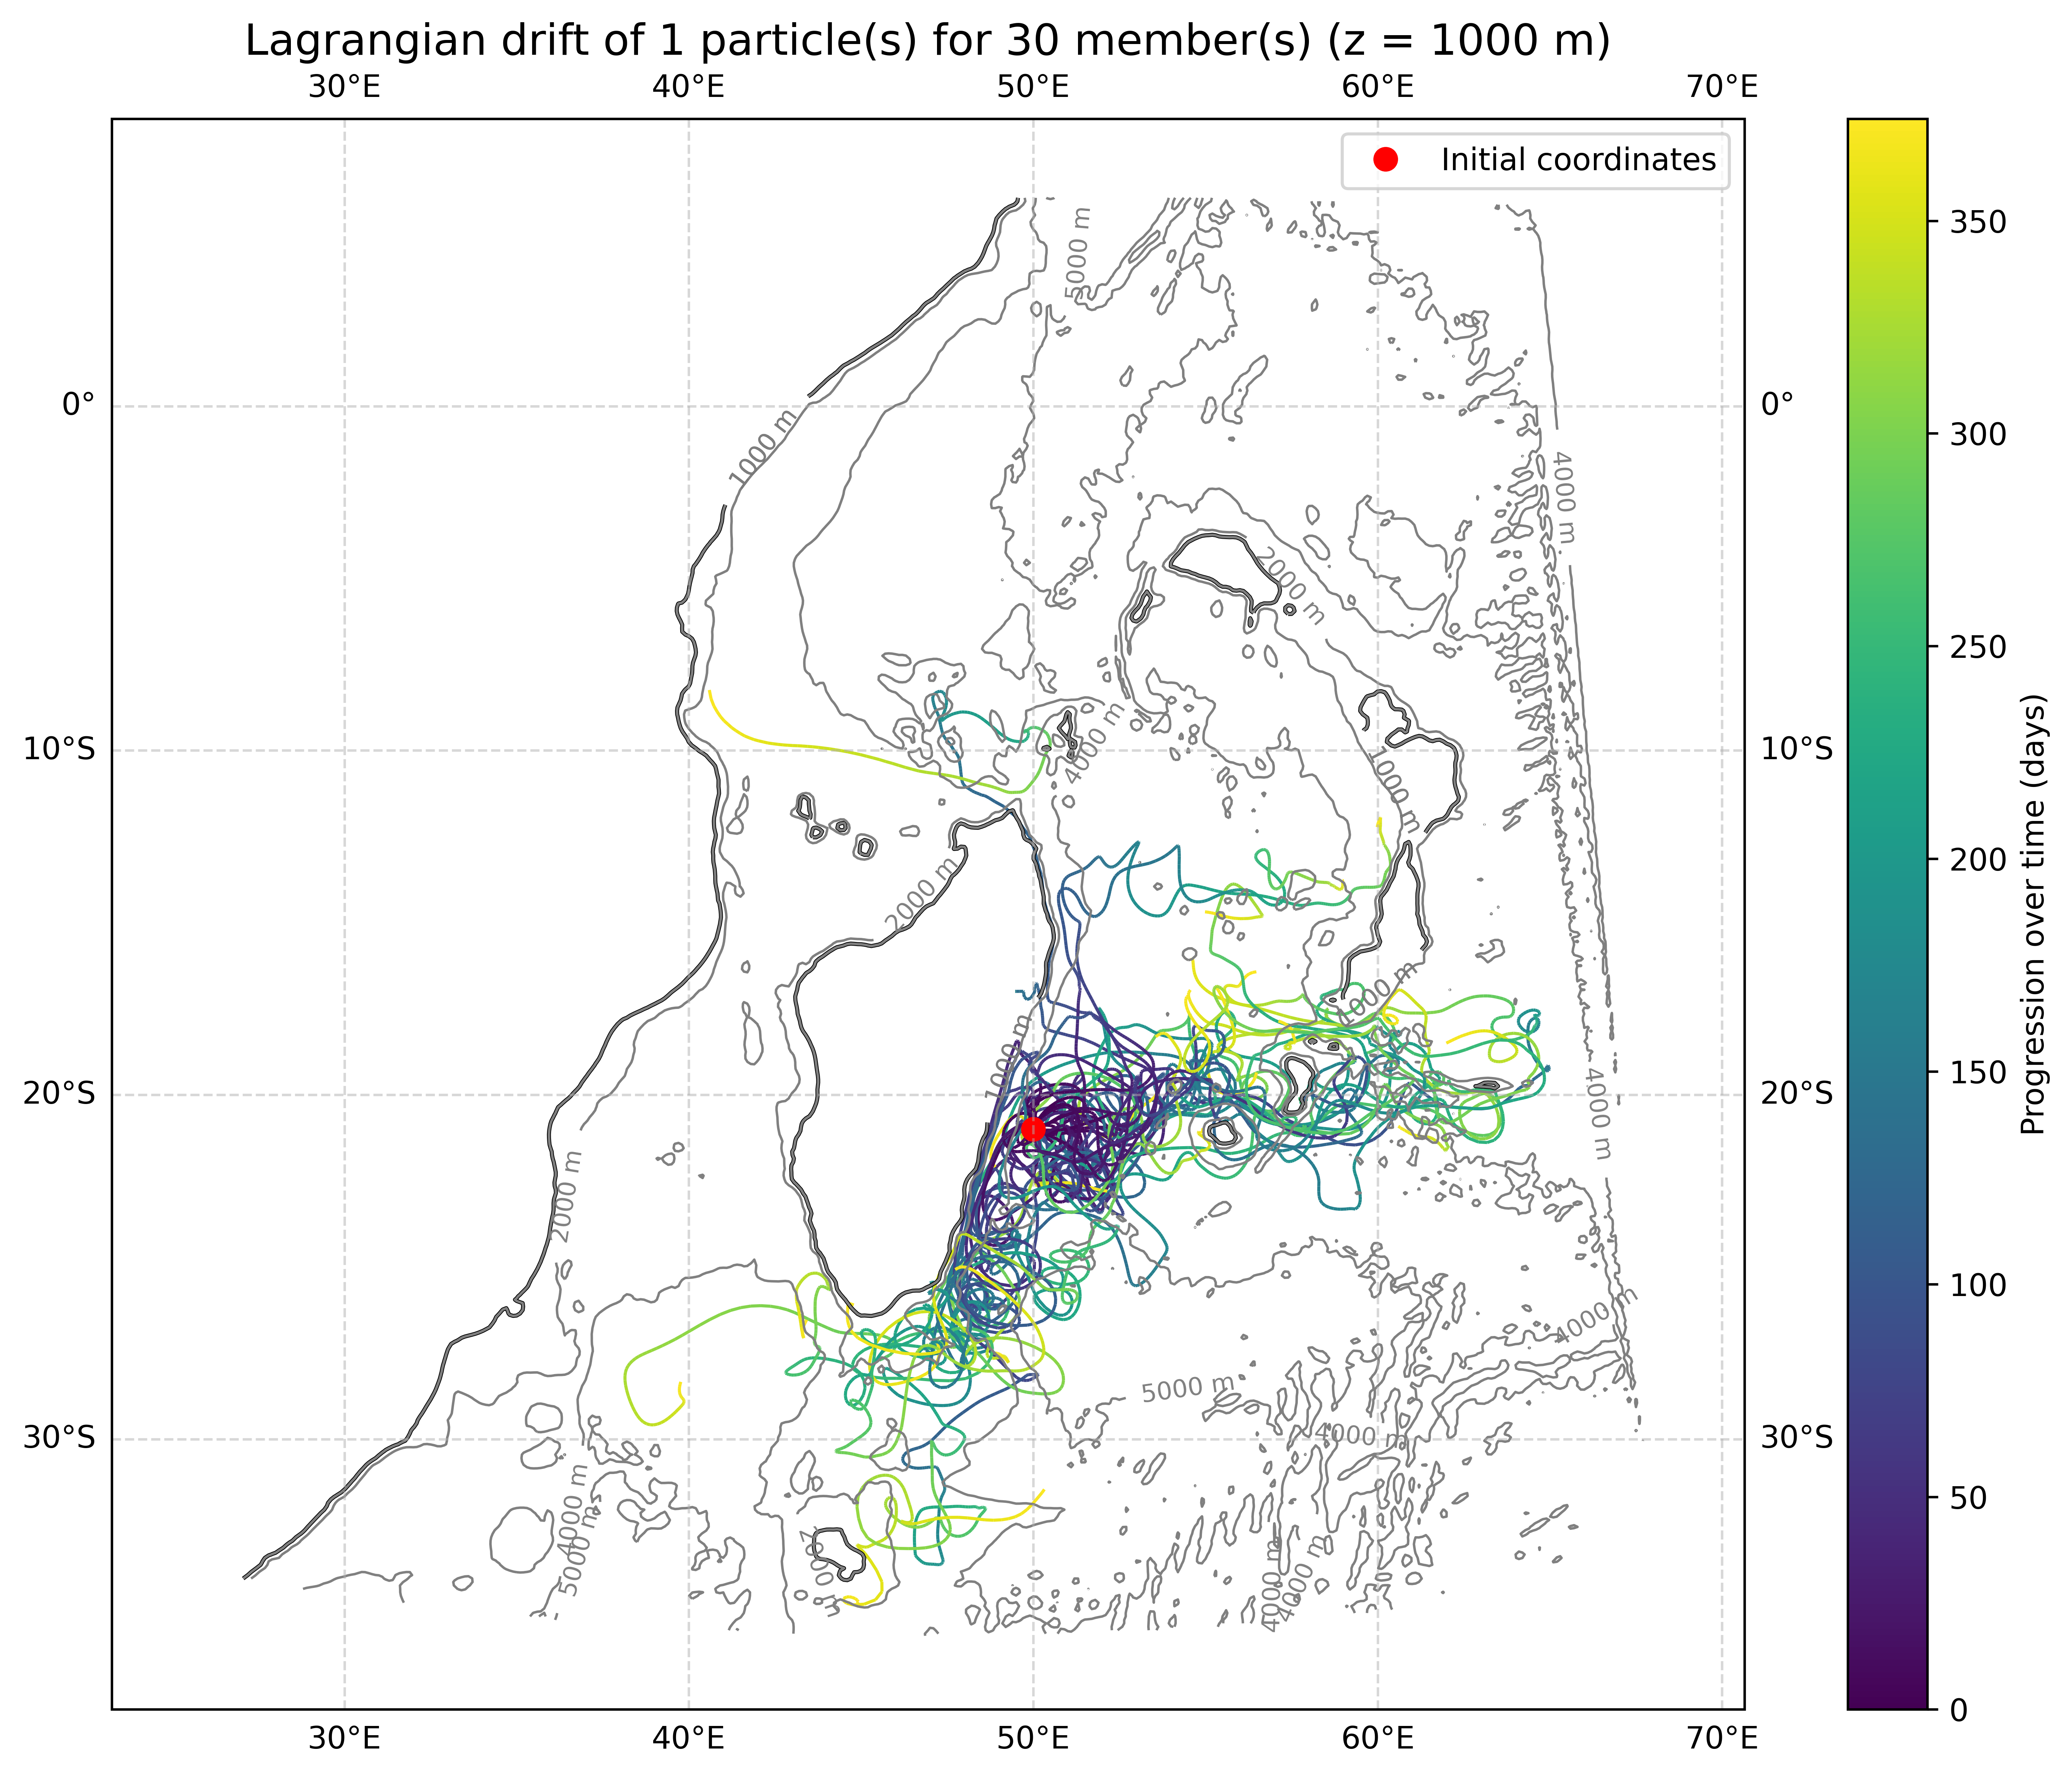 Lagrangian drift of 1 particle(s) for 30 member(s) (z = 1000 m)
30°E 40°E 50°E 60°E 70°E
Initial coordinates
0° 0°
10°S 10°S
20°S 20°S
30°S 30°S
30°E 40°E 50°E 60°E 70°E
5000 m
1000 m
4000 m
2000 m
4000 m
1000 m
2000 m
1000 m
1000 m
4000 m
2000 m
4000 m
5000 m
4000 m
4000 m
5000 m
4000 m
4000 m
350
300
250
200
150
100
50
0
Progression over time (days)